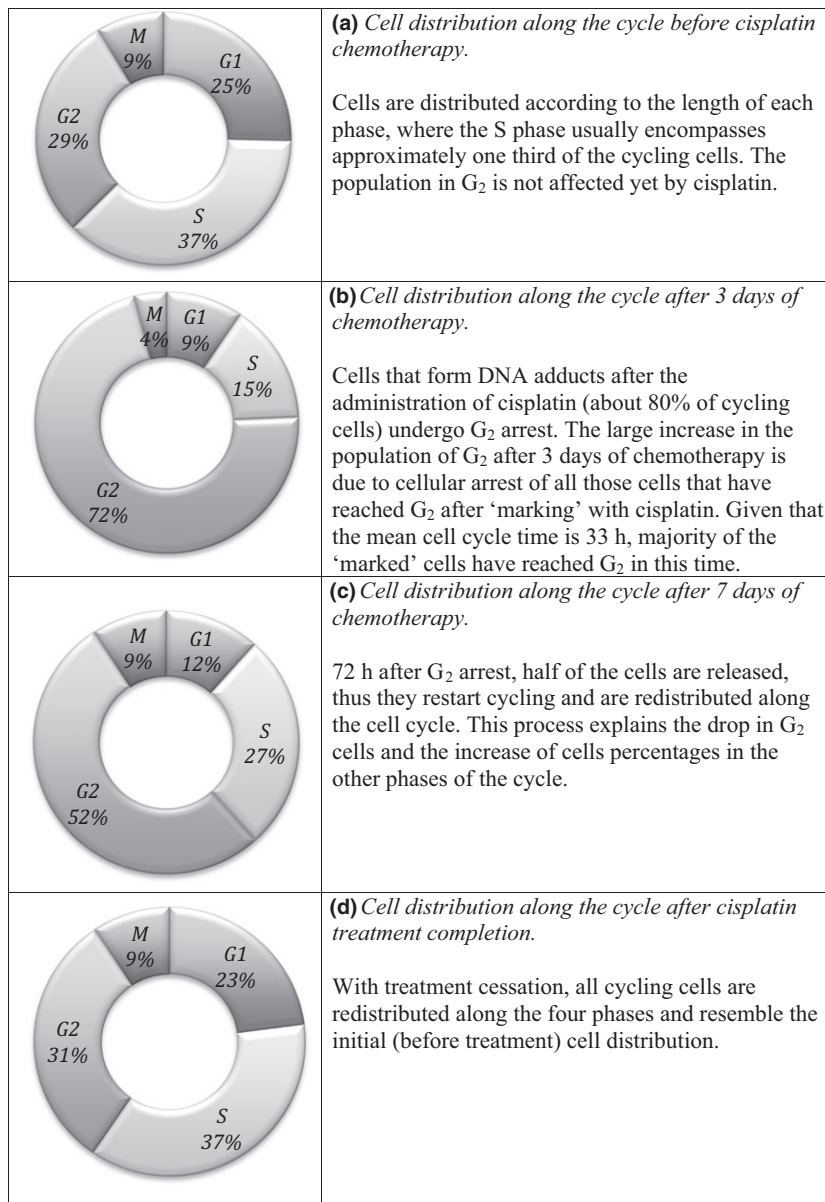 M
9%
G1
25%
G2
29%
S
37%
(a) Cell distribution along the cycle before cisplatin
chemotherapy.
Cells are distributed according to the length of each
phase, where the S phase usually encompasses
approximately one third of the cycling cells. The
population in G2 is not affected yet by cisplatin.
M
4%
G1
9%
S
15%
G2
72%
(b) Cell distribution along the cycle after 3 days of
chemotherapy.
Cells that form DNA adducts after the
administration of cisplatin (about 80% of cycling
cells) undergo G2 arrest. The large increase in the
population of G2 after 3 days of chemotherapy is
due to cellular arrest of all those cells that have
reached G2 after ‘marking’ with cisplatin. Given that
the mean cell cycle time is 33 h, majority of the
‘marked’ cells have reached G2 in this time.
M
9%
G1
12%
S
27%
G2
52%
(c) Cell distribution along the cycle after 7 days of
chemotherapy.
72 h after G2 arrest, half of the cells are released,
thus they restart cycling and are redistributed along
the cell cycle. This process explains the drop in G2
cells and the increase of cells percentages in the
other phases of the cycle.
M
9%
G1
23%
G2
31%
S
37%
(d) Cell distribution along the cycle after cisplatin
treatment completion.
With treatment cessation, all cycling cells are
redistributed along the four phases and resemble the
initial (before treatment) cell distribution.